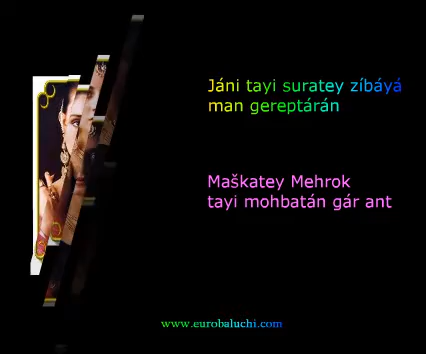 Jáni tayi suratey zíbáyá
man gereptárán
Maškatey Mehrok
tayi mohbatán gár ant
www.eurobaluchi.com